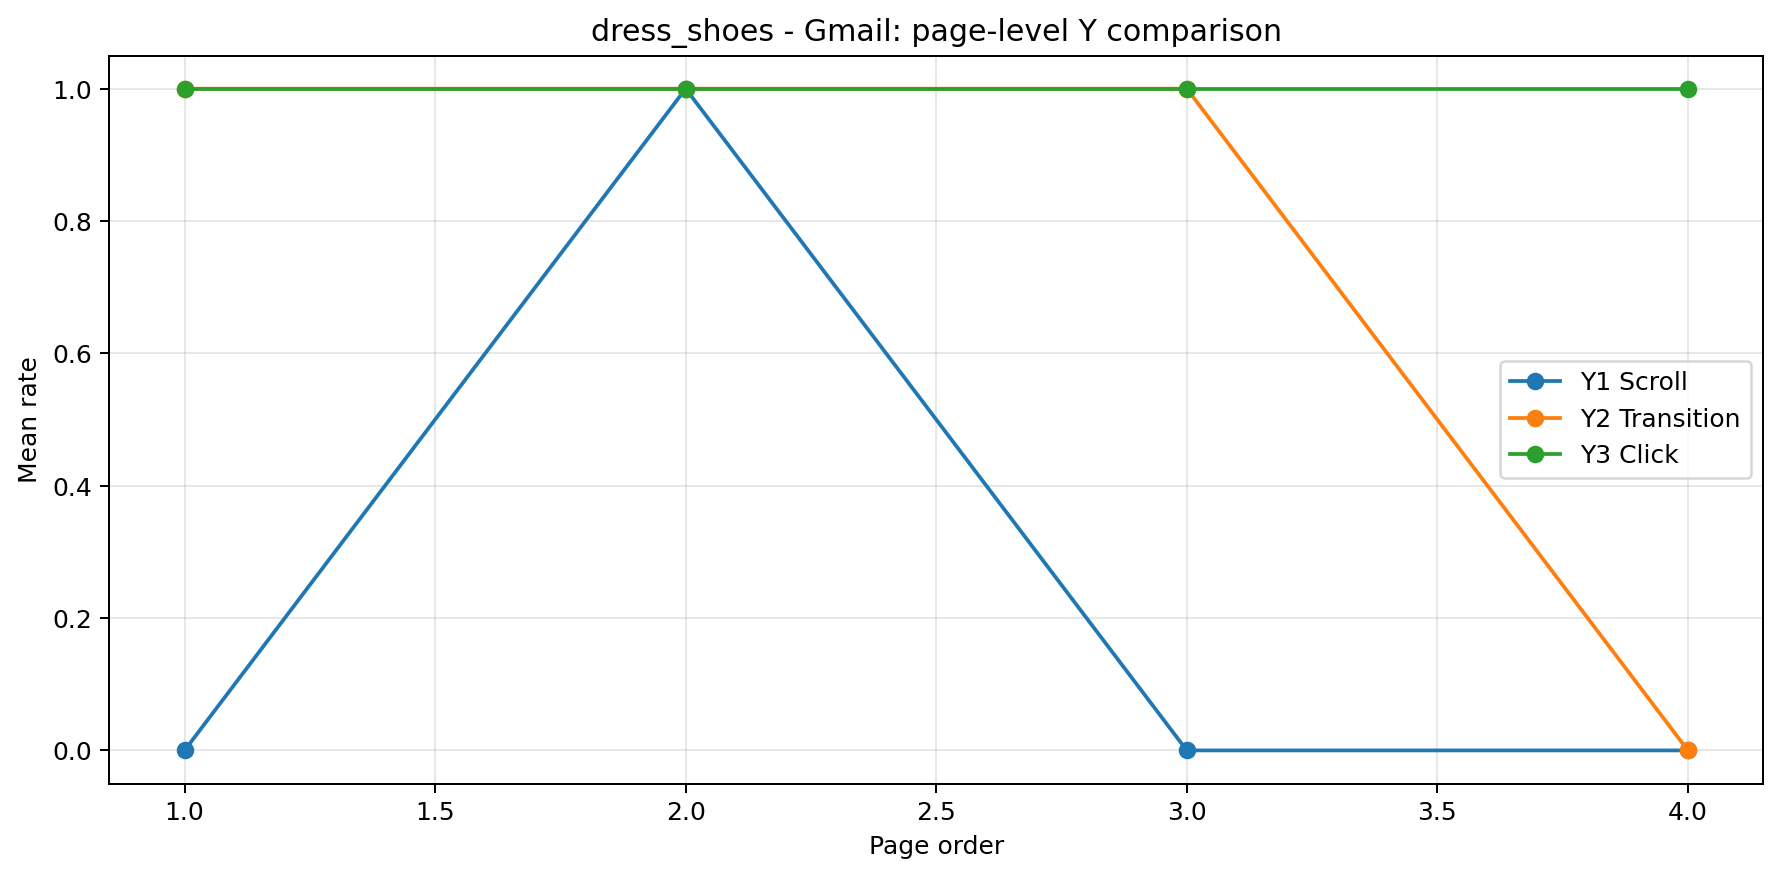 dress_shoes - Gmail: page-level Y comparison
Mean rate
1.0
0.8
0.6
0.4
0.2
0.0
Y1 Scroll
Y2 Transition
Y3 Click
1.0 1.5 2.0 2.5 3.0 3.5 4.0
Page order